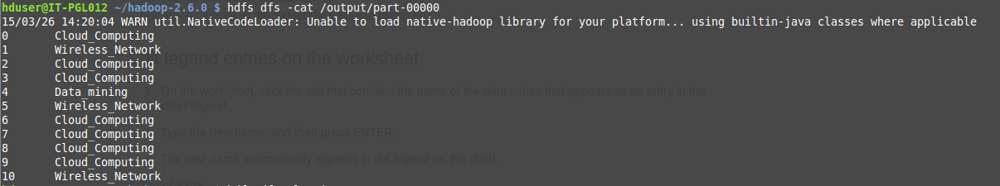 hduser@IT-PGL012 ~/hadoop-2.6.0 $ hdfs dfs -cat /output/part-00000
15/03/26 14:20:04 WARN util.NativeCodeLoader: Unable to load native-hadoop library for your platform... using builtin-java classes where applicable
0 Cloud_Computing
1 Wireless_Network
legend entries on the worksheet
2 Cloud_Computing
3 Cloud_Computing
4 Data_mining
1. On the worksheet, click the cell that contains the name of the data series that appears as an entry in the
5 Wireless_Network
chart legend.
6 Cloud_Computing
7 Cloud_Computing
Type the new name, and then press ENTER.
8 Cloud_Computing
9 Cloud_Computing
The new name automatically appears in the legend on the chart.
10 Wireless_Network